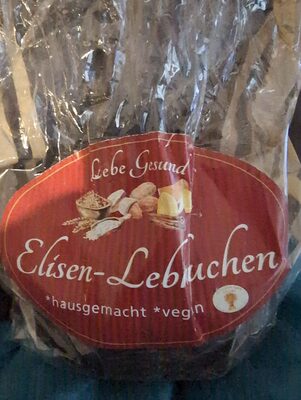 Lebe Gesund
Elisen-Lebkuchen
*hausgemacht *vegan